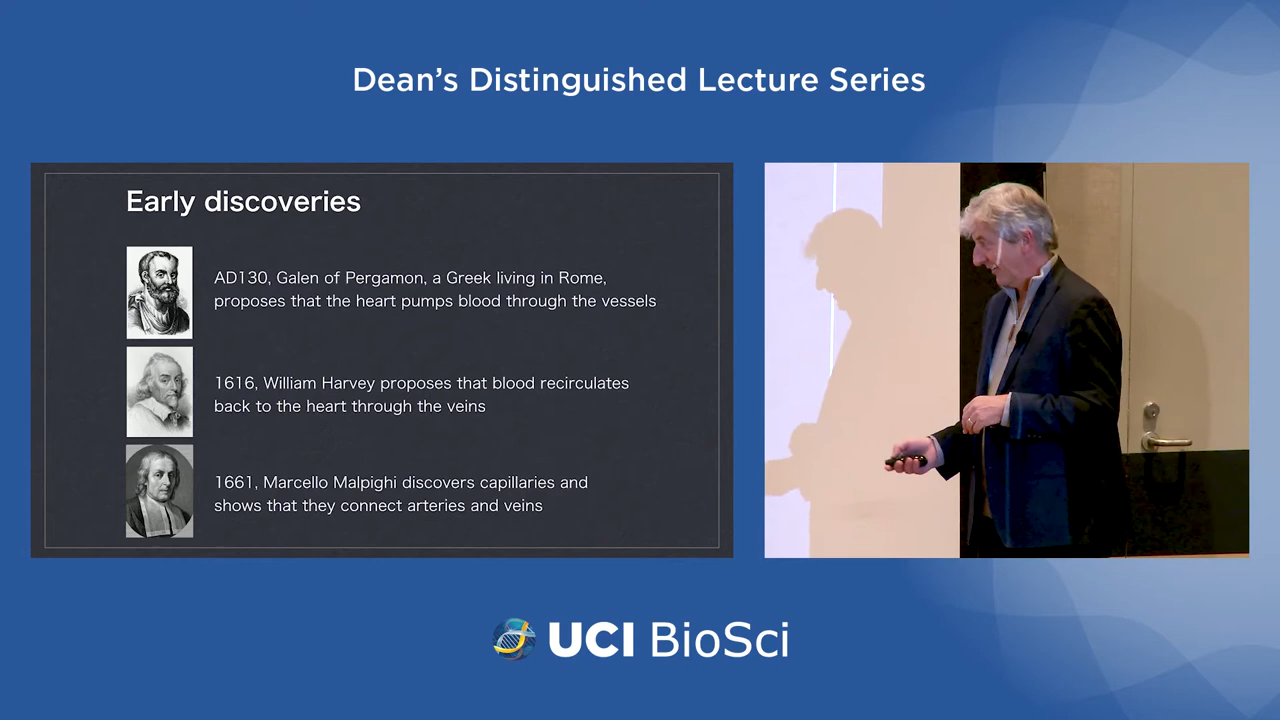 Dean's Distinguished Lecture Series
Early discoveries
AD130, Galen of Pergamon, a Greek living in Rome,
proposes that the heart pumps blood through the vessels
1616, William Harvey proposes that blood recirculates
back to the heart through the veins
1661, Marcello Malpighi discovers capillaries and
shows that they connect arteries and veins
UCI BioSci